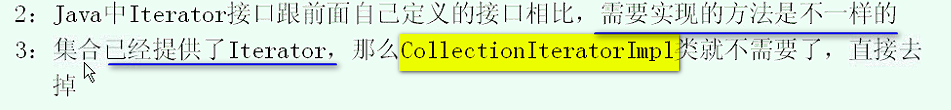 2：Java中Iterator接口跟前面自己定义的接口相比，需要实现的方法是不一样的
3：集合已经提供了Iterator，那么CollectionIteratorImpl类就不需要了，直接去
掉